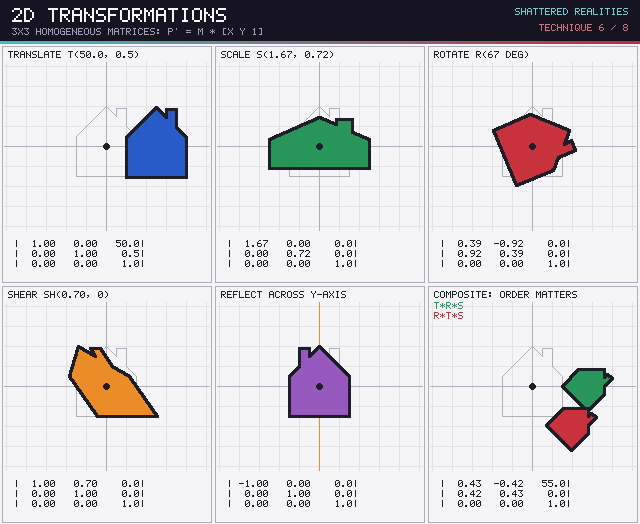 2D TRANSFORMATIONS
SHATTERED REALITIES
3X3 HOMOGENEOUS MATRICES: P' = M * [X Y 1]
TECHNIQUE 6 / 8
TRANSLATE T(50.0, 0.5)
| 1.00 0.00 50.0|
| 0.00 1.00 0.5|
| 0.00 0.00 1.0|
SCALE S(1.67, 0.72)
| 1.67 0.00 0.0|
| 0.00 0.72 0.0|
| 0.00 0.00 1.0|
ROTATE R(67 DEG)
| 0.39 -0.92 0.0|
| 0.92 0.39 0.0|
| 0.00 0.00 1.0|
SHEAR SH(0.70, 0)
| 1.00 0.70 0.0|
| 0.00 1.00 0.0|
| 0.00 0.00 1.0|
REFLECT ACROSS Y-AXIS
| -1.00 0.00 0.0|
| 0.00 1.00 0.0|
| 0.00 0.00 1.0|
COMPOSITE: ORDER MATTERS
T*R*S
R*T*S
| 0.43 -0.42 55.0|
| 0.42 0.43 0.0|
| 0.00 0.00 1.0|